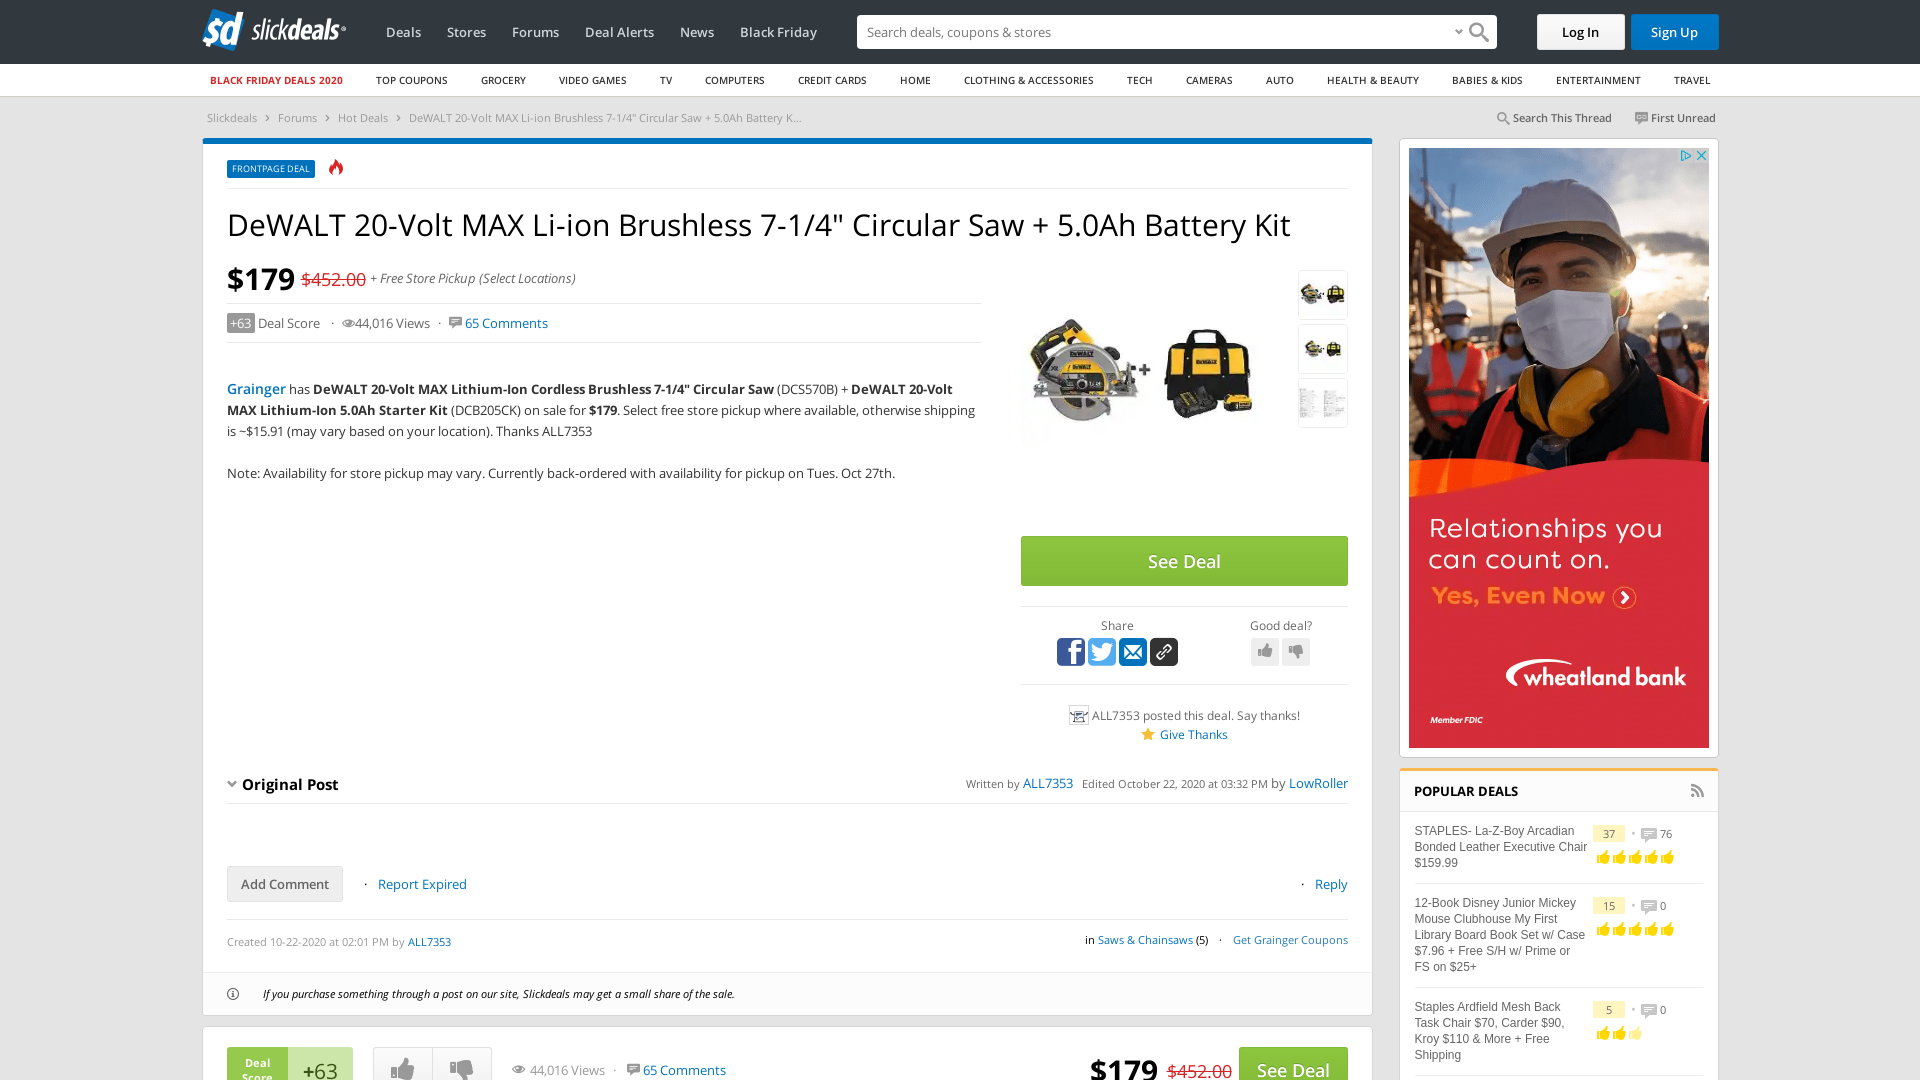 slickdeals
Deals
Stores
Forums
Deal Alerts
News
Black Friday
Search deals, coupons & stores
Log In
Sign Up
BLACK FRIDAY DEALS 2020
TOP COUPONS
GROCERY
VIDEO GAMES
TV
COMPUTERS
CREDIT CARDS
HOME
CLOTHING & ACCESSORIES
TECH
CAMERAS
AUTO
HEALTH & BEAUTY
BABIES & KIDS
ENTERTAINMENT
TRAVEL
Slickdeals › Forums › Hot Deals › DeWALT 20-Volt MAX Li-ion Brushless 7-1/4" Circular Saw + 5.0Ah Battery K...
Search This Thread
First Unread
FRONTPAGE DEAL
DeWALT 20-Volt MAX Li-ion Brushless 7-1/4" Circular Saw + 5.0Ah Battery Kit
$179 $452.00 + Free Store Pickup (Select Locations)
+63 Deal Score · 44,016 Views · 65 Comments
Grainger has DeWALT 20-Volt MAX Lithium-Ion Cordless Brushless 7-1/4" Circular Saw (DCS570B) + DeWALT 20-Volt
MAX Lithium-Ion 5.0Ah Starter Kit (DCB205CK) on sale for $179. Select free store pickup where available, otherwise shipping
is ~$15.91 (may vary based on your location). Thanks ALL7353
Note: Availability for store pickup may vary. Currently back-ordered with availability for pickup on Tues. Oct 27th.
See Deal
Share
Good deal?
ALL7353 posted this deal. Say thanks!
Give Thanks
Original Post
Written by ALL7353 Edited October 22, 2020 at 03:32 PM by LowRoller
Add Comment
· Report Expired
· Reply
Created 10-22-2020 at 02:01 PM by ALL7353
in Saws & Chainsaws (5) · Get Grainger Coupons
If you purchase something through a post on our site, Slickdeals may get a small share of the sale.
Deal
Score
+63
44,016 Views · 65 Comments
$179 $452.00
See Deal
Relationships you
can count on.
Yes, Even Now
wheatland bank
Member FDIC
POPULAR DEALS
STAPLES- La-Z-Boy Arcadian
Bonded Leather Executive Chair
$159.99
37 · 76
12-Book Disney Junior Mickey
Mouse Clubhouse My First
Library Board Book Set w/ Case
$7.96 + Free S/H w/ Prime or
FS on $25+
15 · 0
Staples Ardfield Mesh Back
Task Chair $70, Carder $90,
Kroy $110 & More + Free
Shipping
5 · 0